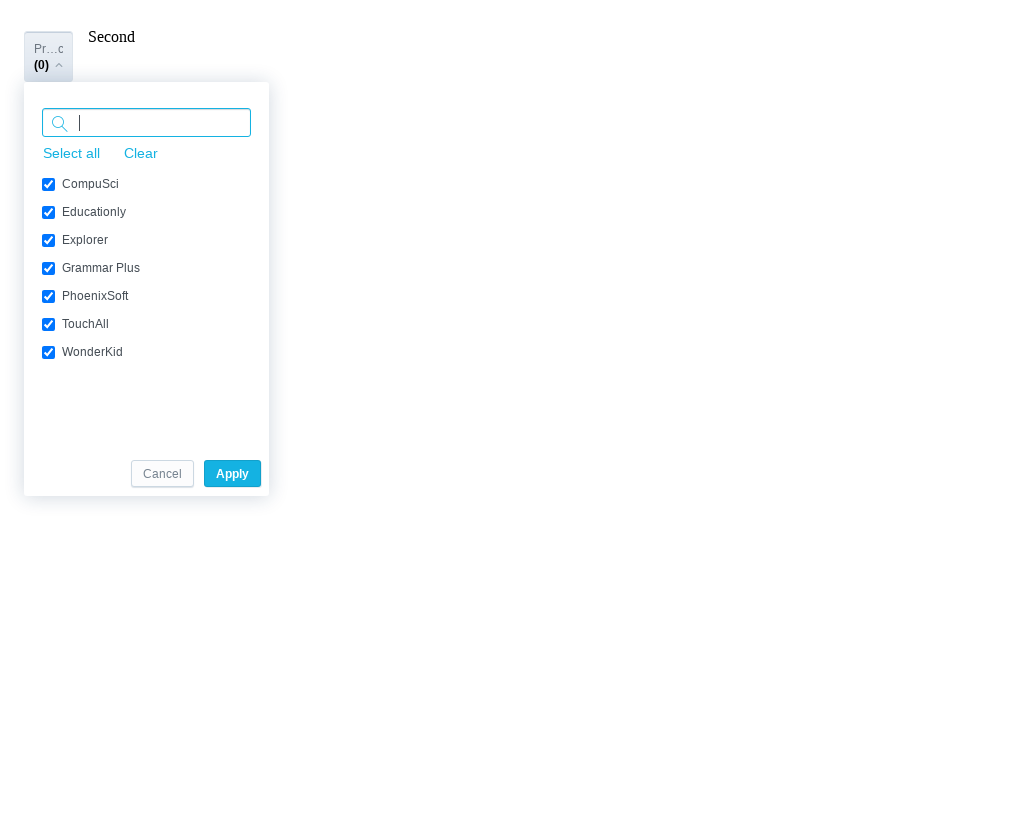 Pr…c
(0)
Second
Select all Clear
CompuSci
Educationly
Explorer
Grammar Plus
PhoenixSoft
TouchAll
WonderKid
Cancel Apply